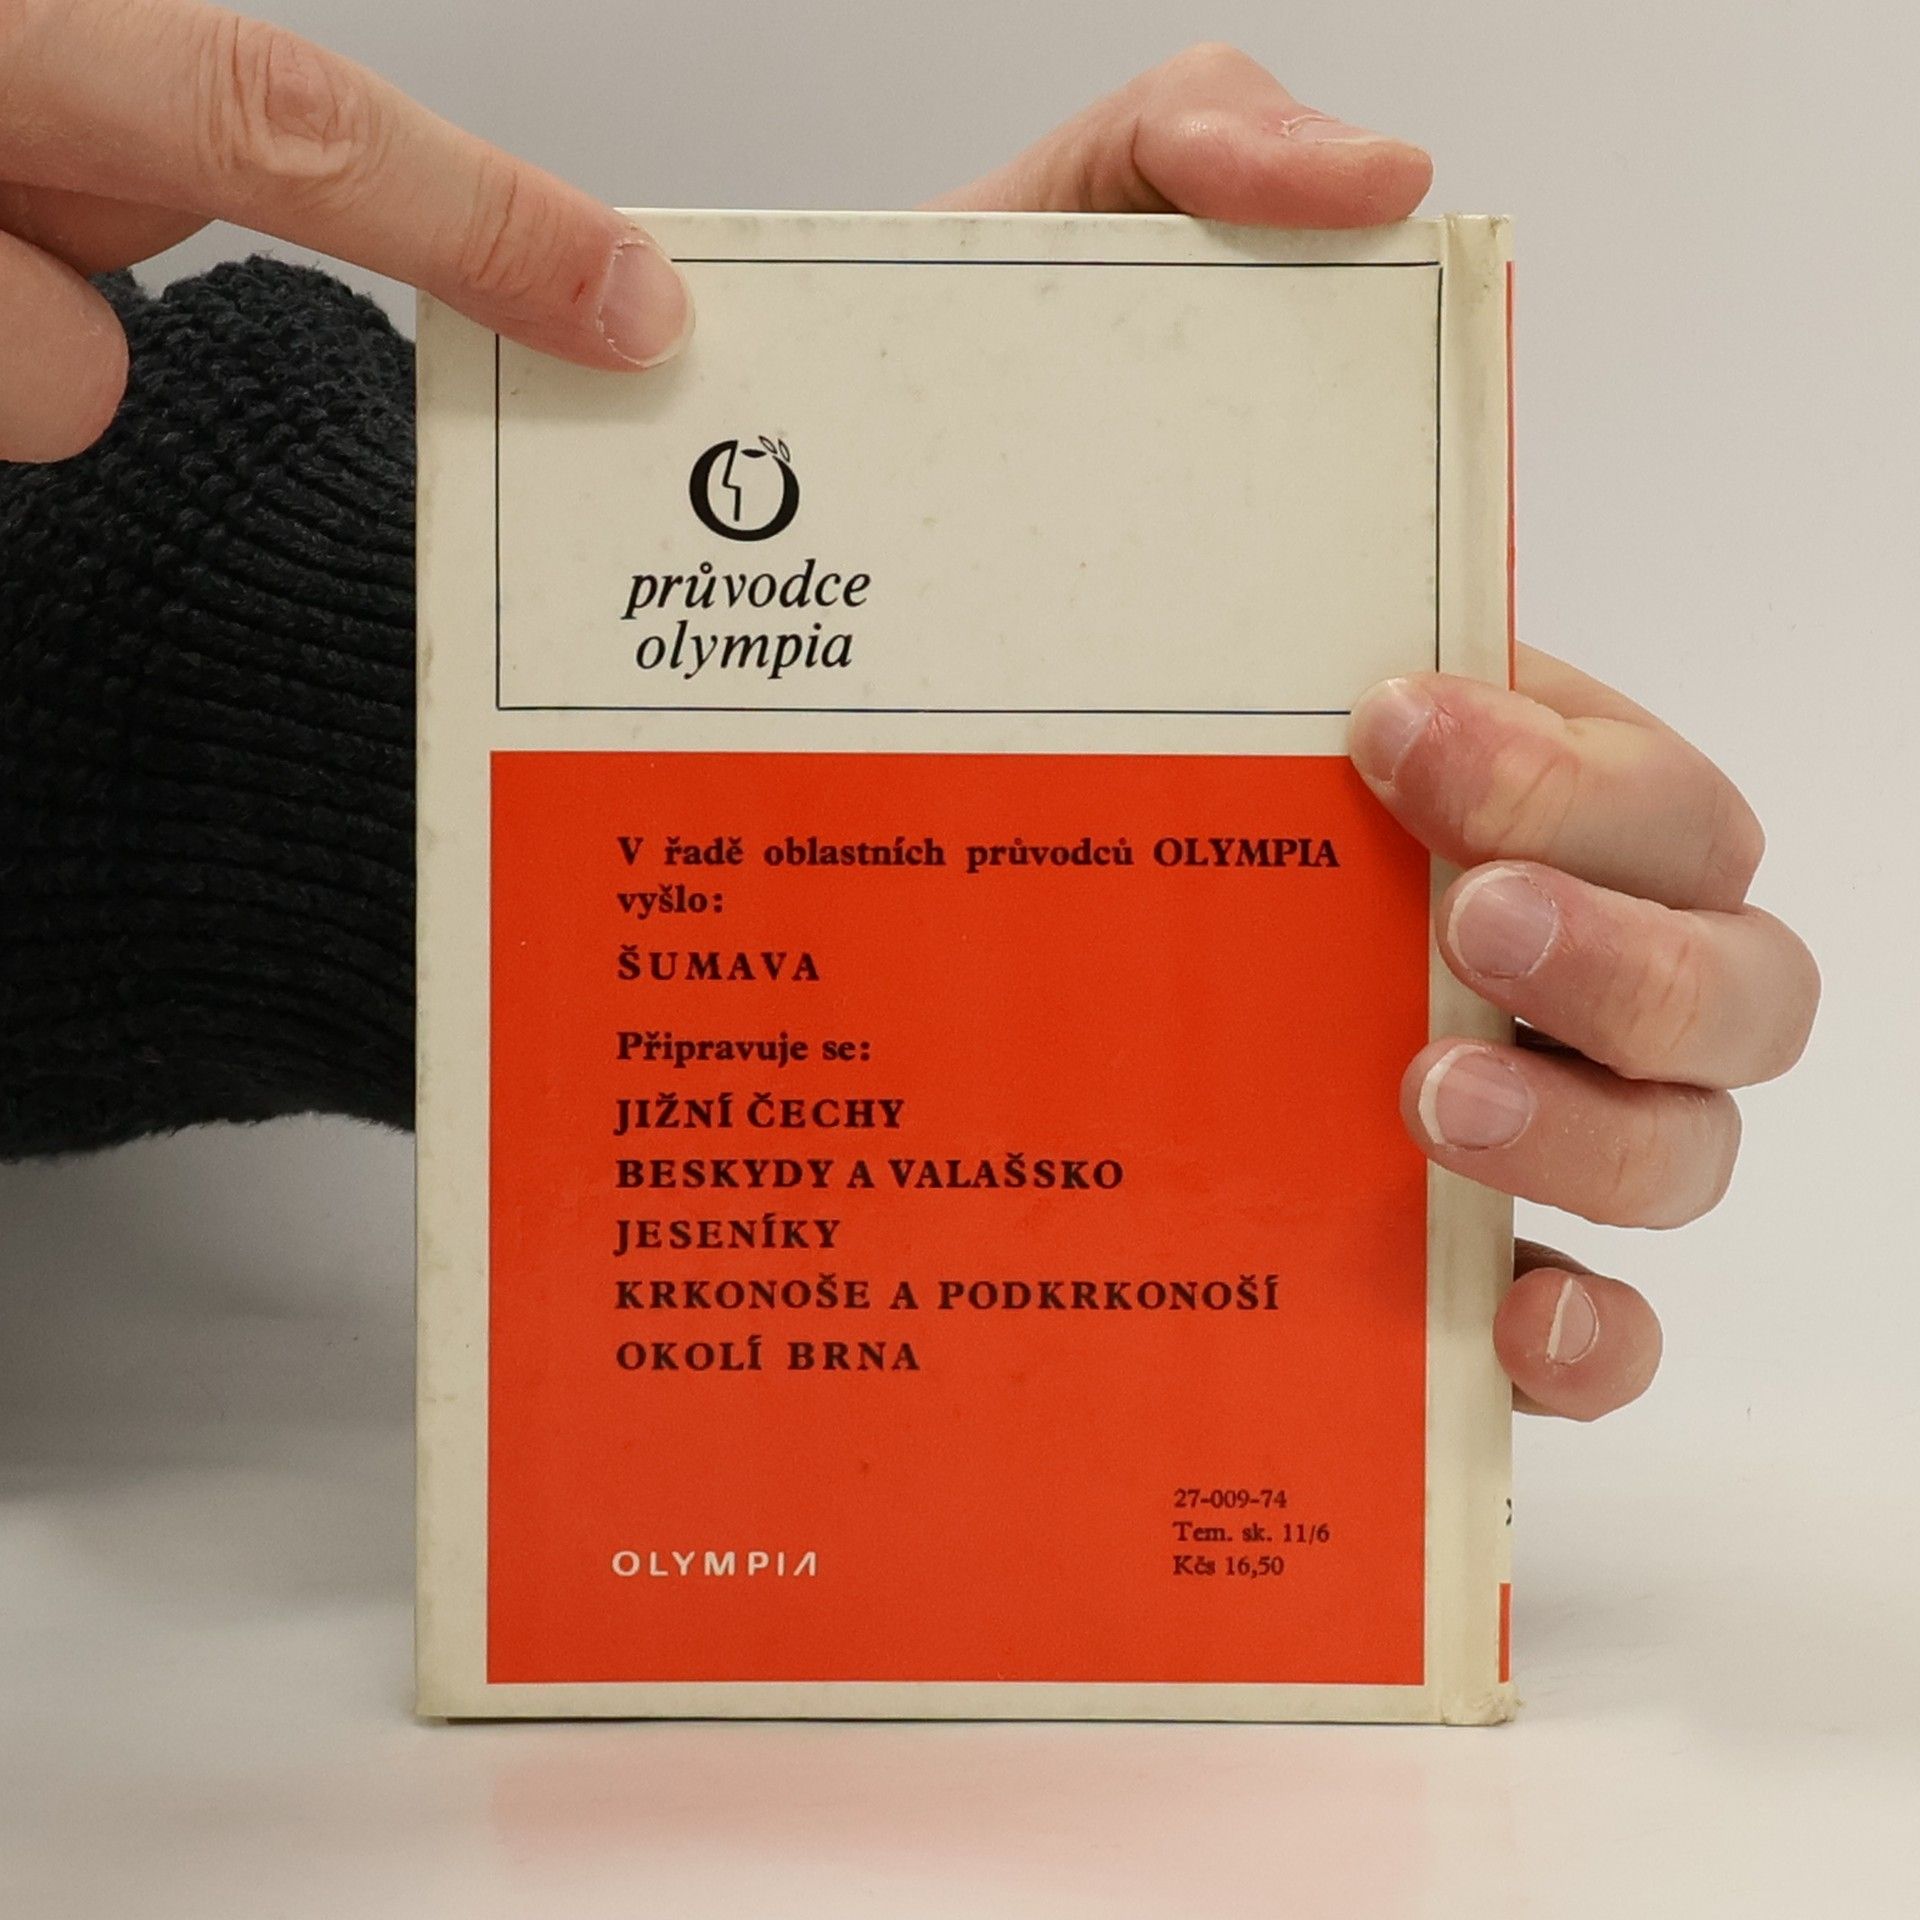 průvodce
olympia
V řadě oblastních průvodců OLYMPIA
vyšlo:
ŠUMAVA
Připravuje se:
JIŽNÍ ČECHY
BESKYDY A VALAŠSKO
JESENÍKY
KRKONOŠE A PODKRKONOŠÍ
OKOLÍ BRNA
27-009-74
Tem. sk. 11/6
Kčs 16,50
OLYMPIA